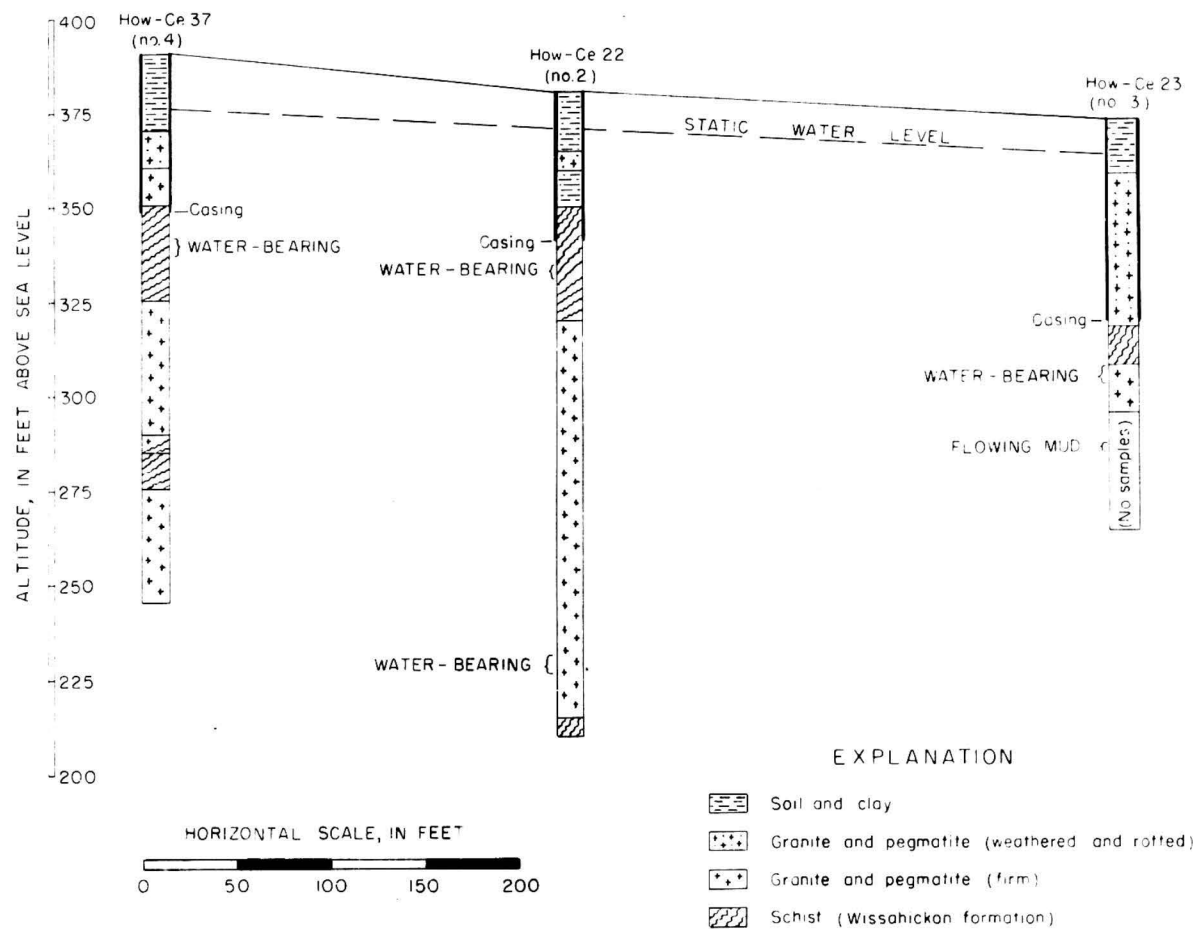 400
How-Ce 37
(no.4)
How-Ce 22
(no.2)
How-Ce 23
(no 3)
375
STATIC WATER LEVEL
350
Casing
WATER-BEARING
Casing
WATER-BEARING
325
Casing
300
WATER-BEARING
FLOWING MUD
(No samples)
275
250
WATER-BEARING
225
200
ALTITUDE, IN FEET ABOVE SEA LEVEL
HORIZONTAL SCALE, IN FEET
0 50 100 150 200
EXPLANATION
Soil and clay
Granite and pegmatite (weathered and rotted)
Granite and pegmatite (firm)
Schist (Wissahickon formation)